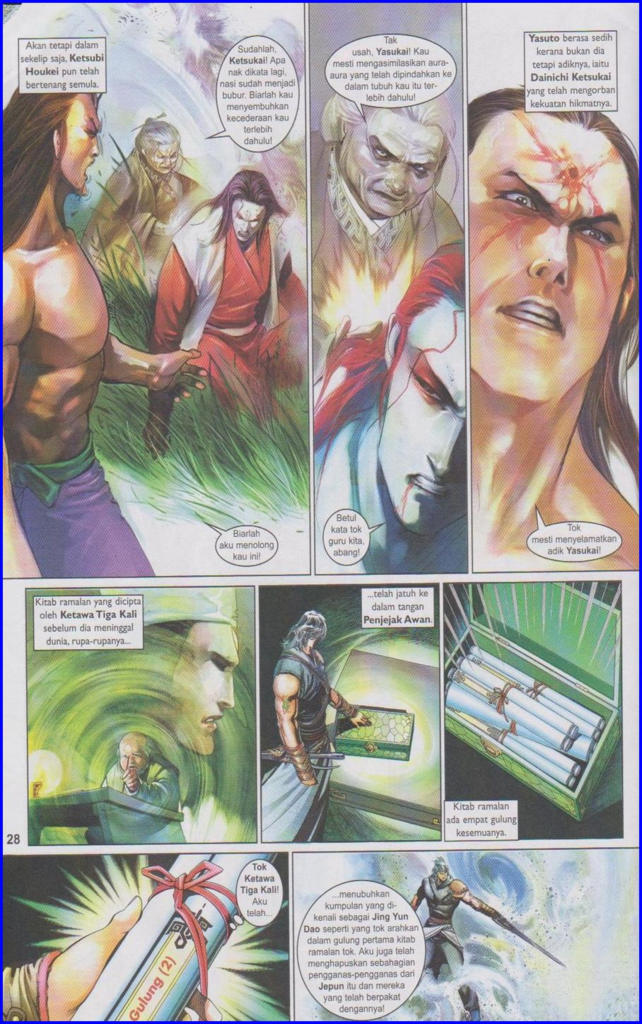 Akan tetapi dalam
sekelip saja, Ketsubi
Houkei pun telah
bertenang semula.
Sudahlah,
Ketsukai! Apa
nak dikata lagi,
nasi sudah menjadi
bubur. Biarlah kau
menyembuhkan
kecederaan kau
terlebih
dahulu!
Biarlah
aku menolong
kau ini!
Tak
usah, Yasukai! Kau
mesti mengasimilasikan aura-
aura yang telah dipindahkan ke
dalam tubuh kau itu ter-
lebih dahulu!
Betul
kata tok
guru kita,
abang!
Yasuto berasa sedih
kerana bukan dia
tetapi adiknya, iaitu
Dainichi Ketsukai
yang telah mengorban
kekuatan hikmatnya.
Tok
mesti menyelamatkan
adik Yasukai!
Kitab ramalan yang dicipta
oleh Ketawa Tiga Kali
sebelum dia meninggal
dunia, rupa-rupanya...
...telah jatuh ke
dalam tangan
Penjejak Awan.
Kitab ramalan
ada empat gulung
kesemuanya.
28
Tok
Ketawa
Tiga Kali!
Aku
telah...
Gulung (2)
...menubuhkan
kumpulan yang di-
kenali sebagai Jing Yun
Dao seperti yang tok arahkan
dalam gulung pertama kitab
ramalan tok. Aku juga telah
menghapuskan sebahagian
pengganas-pengganas dari
Jepun itu dan mereka
yang telah berpakat
dengannya!